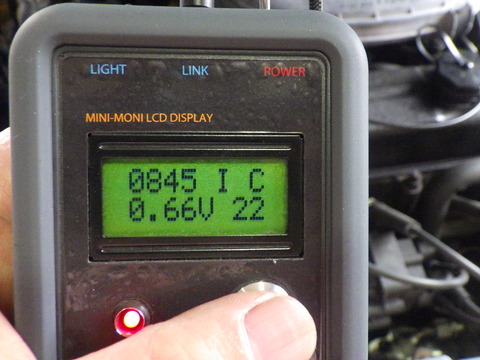 LIGHT LINK POWER
MINI-MONI LCD DISPLAY
0845 I C
0.66V 22